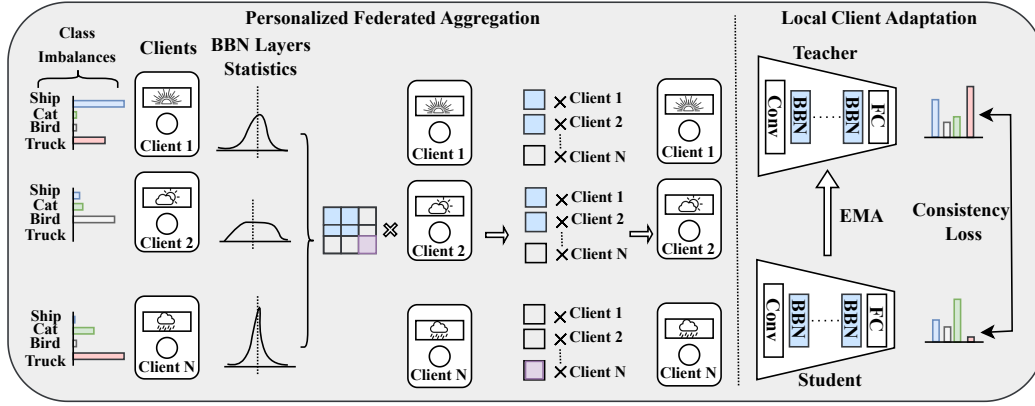 Personalized Federated Aggregation
Local Client Adaptation
Class
Imbalances
Clients
BBN Layers
Statistics
Ship
Cat
Bird
Truck
Client 1
Ship
Cat
Bird
Truck
Client 2
Ship
Cat
Bird
Truck
Client N
Client 1
Client 2
Client N
Client 1
Client 2
Client N
Client 1
Client 2
Client N
Client 1
Client 2
Client N
Client 1
Client 2
Client N
Teacher
Conv
BBN
BBN
FC
EMA
Consistency
Loss
Conv
BBN
BBN
FC
Student